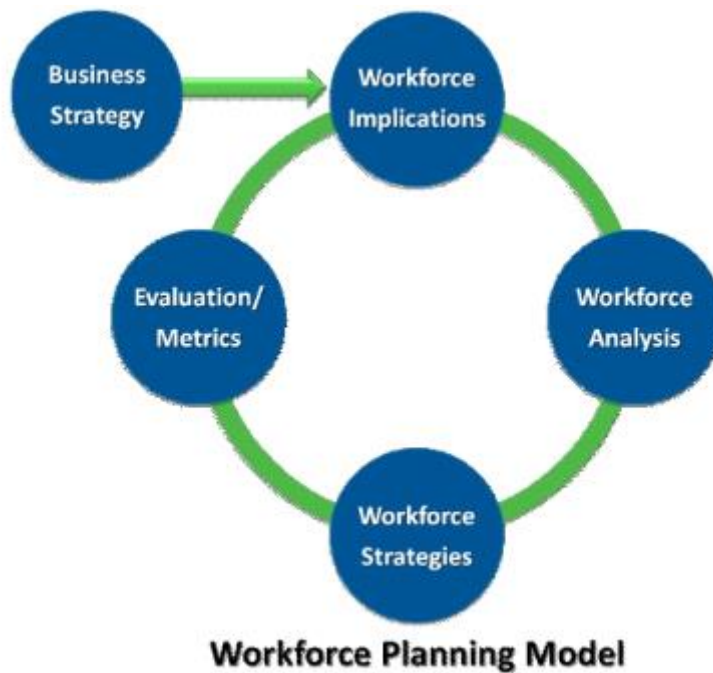 Business
Strategy
Workforce
Implications
Evaluation/
Metrics
Workforce
Analysis
Workforce
Strategies
Workforce Planning Model